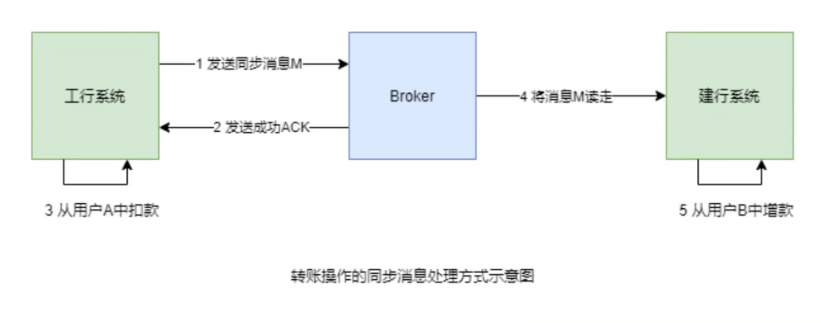 1 发送同步消息M
工行系统
Broker
4 将消息M读走
建行系统
2 发送成功ACK
3 从用户A中扣款
5 从用户B中增款
转账操作的同步消息处理方式示意图